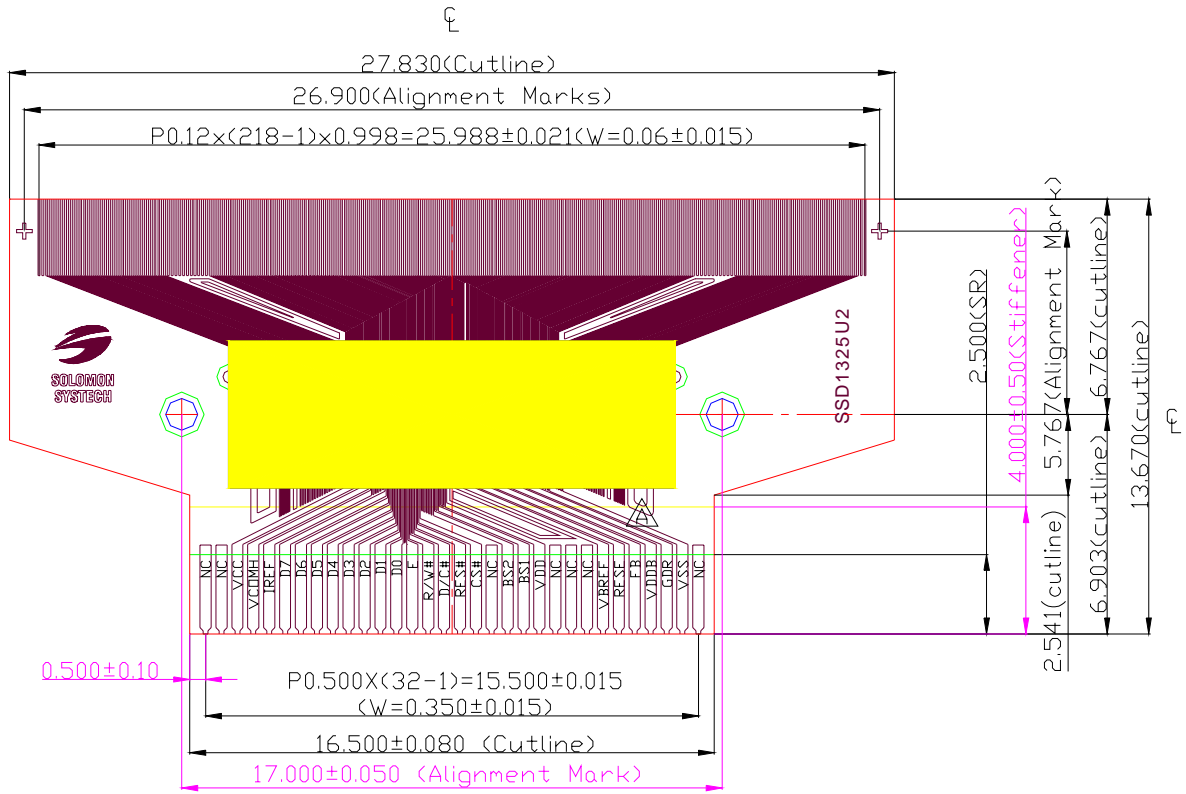 ℄
27.830(Cutline)
26.900(Alignment Marks)
P0.12x(218-1)x0.998=25.988±0.021(W=0.06±0.015)
SOLOMON
SYSTECH
SSD1325U2
2.500(SR)
4.000±0.50(Stiffener)
5.767(Alignment Mark)
6.767(cutline)
13.670(cutline)
℄
2.541(cutline)
6.903(cutline)
A
NC
NC
VCC
VCOMH
IREF
D7
D6
D5
D4
D3
D2
D1
D0
E
R/W#
D/C#
RES#
CS#
NC
BS2
BS1
VDD
NC
NC
NC
VBREF
RESE
FB
VDDB
GDR
VSS
NC
0.500±0.10
P0.500X(32-1)=15.500±0.015
(W=0.350±0.015)
16.500±0.080 (Cutline)
17.000±0.050 (Alignment Mark)